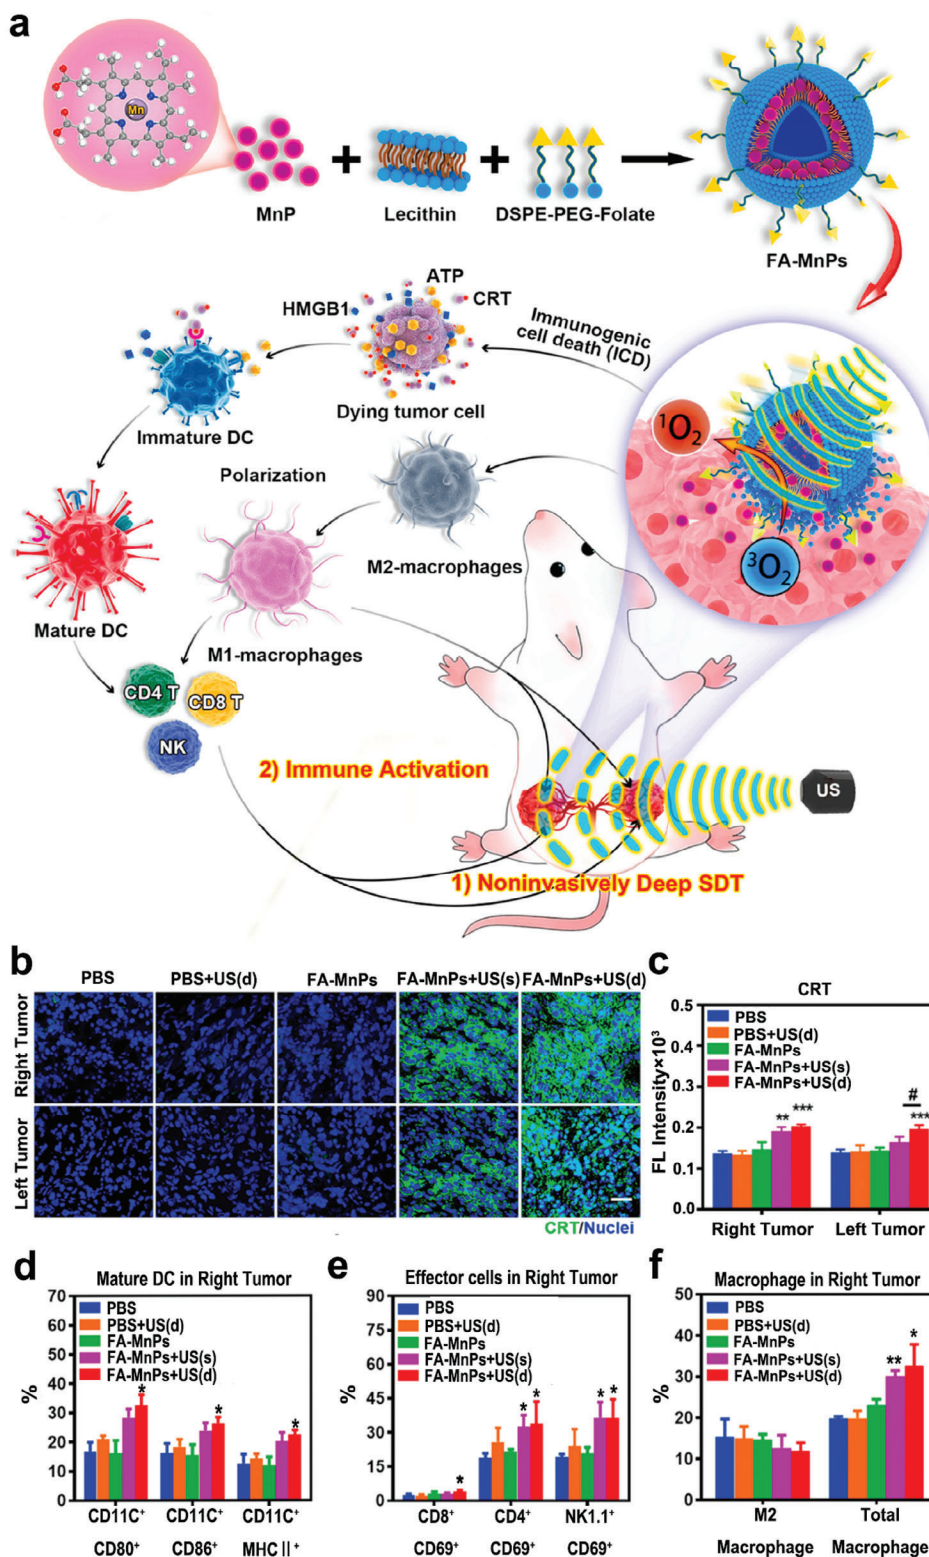 a
Mn
MnP
Lecithin
DSPE-PEG-Folate
FA-MnPs
ATP
HMGB1
CRT
Immunogenic
cell death (ICD)
Dying tumor cell
Immature DC
Polarization
¹O₂
³O₂
M2-macrophages
Mature DC
M1-macrophages
CD4 T
CD8 T
NK
2) Immune Activation
US
1) Noninvasively Deep SDT
b
PBS
PBS+US(d)
FA-MnPs
FA-MnPs+US(s)
FA-MnPs+US(d)
Right Tumor
Left Tumor
CRT/Nuclei
c
CRT
FL Intensity×10³
0.5
0.4
0.3
0.2
0.1
0.0
PBS
PBS+US(d)
FA-MnPs
FA-MnPs+US(s)
FA-MnPs+US(d)
**
***
#
***
Right Tumor
Left Tumor
d
Mature DC in Right Tumor
%
70
60
50
40
30
20
10
0
PBS
PBS+US(d)
FA-MnPs
FA-MnPs+US(s)
FA-MnPs+US(d)
*
*
*
CD11C⁺
CD11C⁺
CD11C⁺
CD80⁺
CD86⁺
MHC II⁺
e
Effector cells in Right Tumor
%
90
75
60
45
30
15
0
PBS
PBS+US(d)
FA-MnPs
FA-MnPs+US(s)
FA-MnPs+US(d)
*
* *
* *
CD8⁺
CD4⁺
NK1.1⁺
CD69⁺
CD69⁺
CD69⁺
f
Macrophage in Right Tumor
%
50
40
30
20
10
0
PBS
PBS+US(d)
FA-MnPs
FA-MnPs+US(s)
FA-MnPs+US(d)
**
*
M2
Total
Macrophage
Macrophage